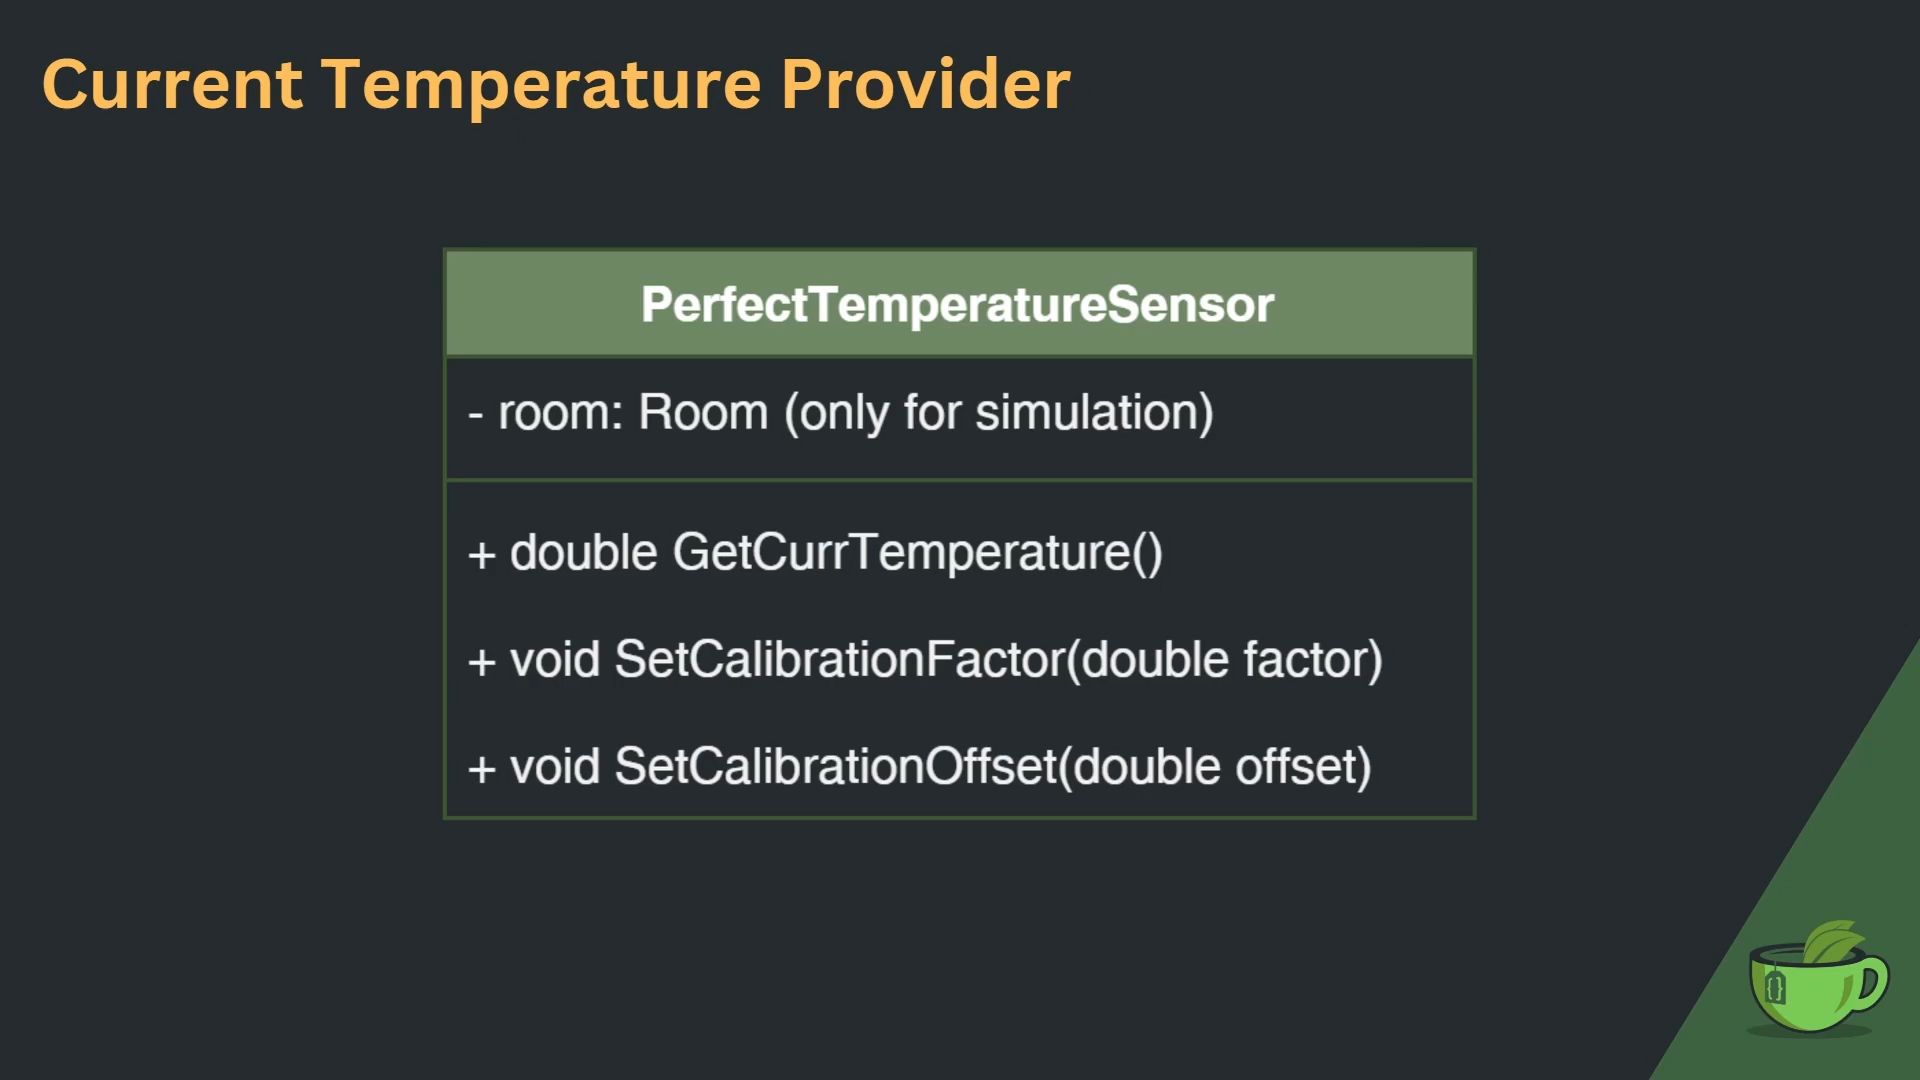 Current Temperature Provider
PerfectTemperatureSensor
- room: Room (only for simulation)
+ double GetCurrTemperature()
+ void SetCalibrationFactor(double factor)
+ void SetCalibrationOffset(double offset)
{}